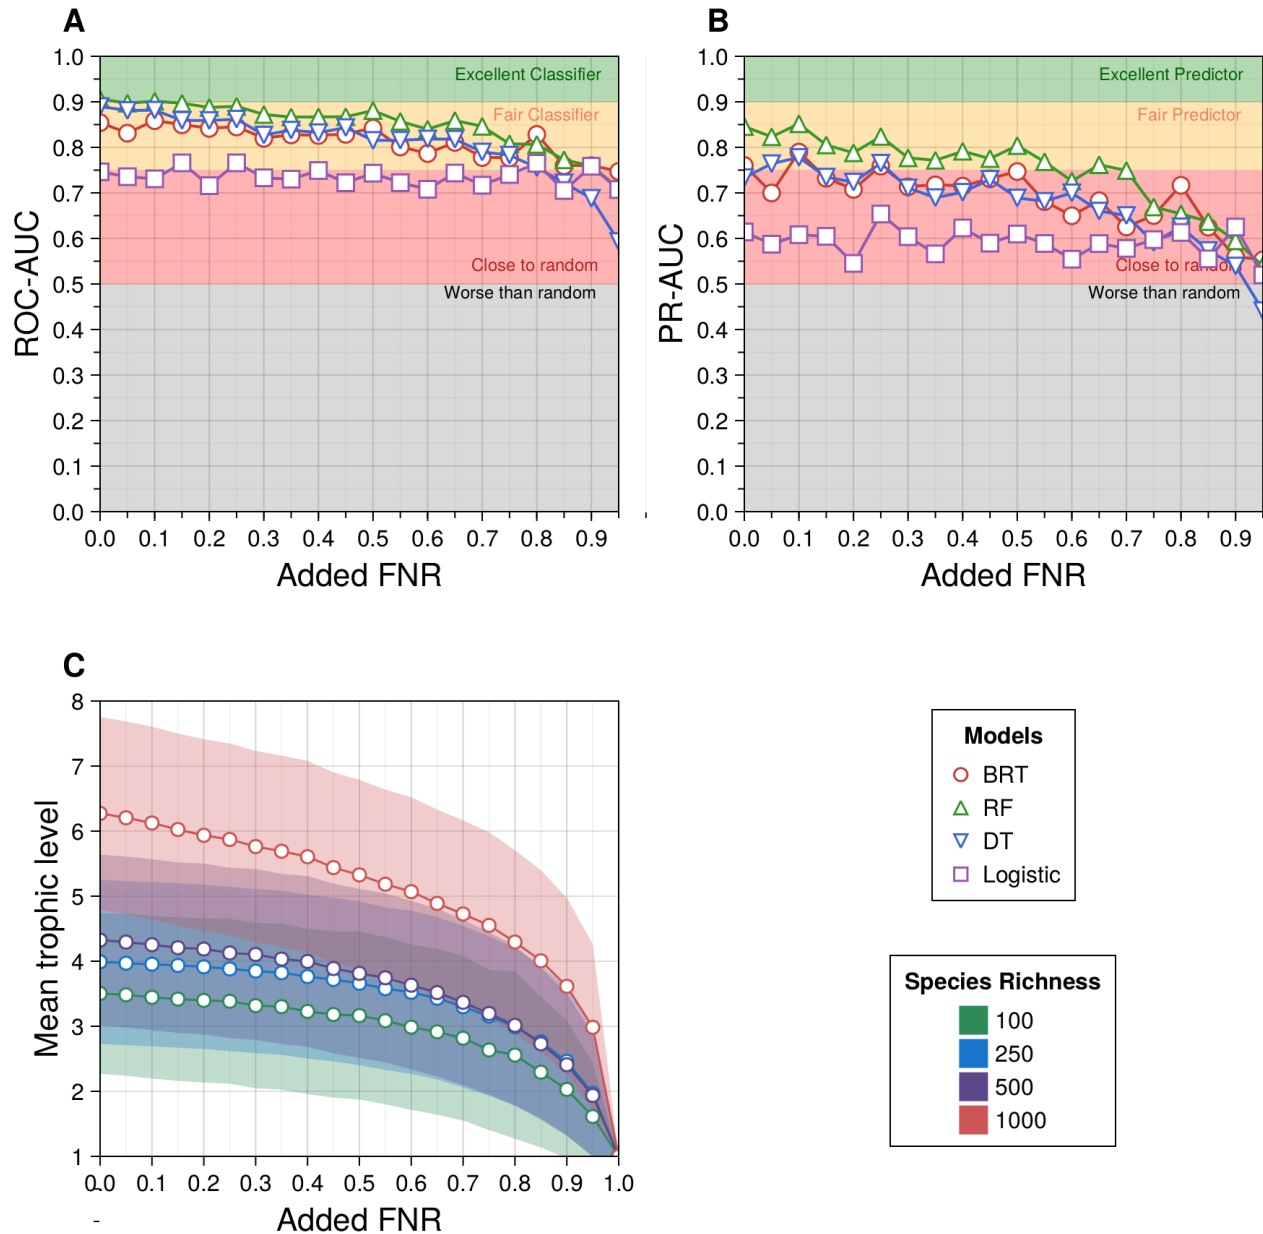 A
1.0
0.9
0.8
0.7
0.6
0.5
0.4
0.3
0.2
0.1
0.0
ROC-AUC
Excellent Classifier
Fair Classifier
Close to random
Worse than random
0.0 0.1 0.2 0.3 0.4 0.5 0.6 0.7 0.8 0.9
Added FNR
B
1.0
0.9
0.8
0.7
0.6
0.5
0.4
0.3
0.2
0.1
0.0
PR-AUC
Excellent Predictor
Fair Predictor
Close to random
Worse than random
0.0 0.1 0.2 0.3 0.4 0.5 0.6 0.7 0.8 0.9
Added FNR
C
8
7
6
5
4
3
2
1
Mean trophic level
0.0 0.1 0.2 0.3 0.4 0.5 0.6 0.7 0.8 0.9 1.0
Added FNR
Models
BRT
RF
DT
Logistic
Species Richness
100
250
500
1000